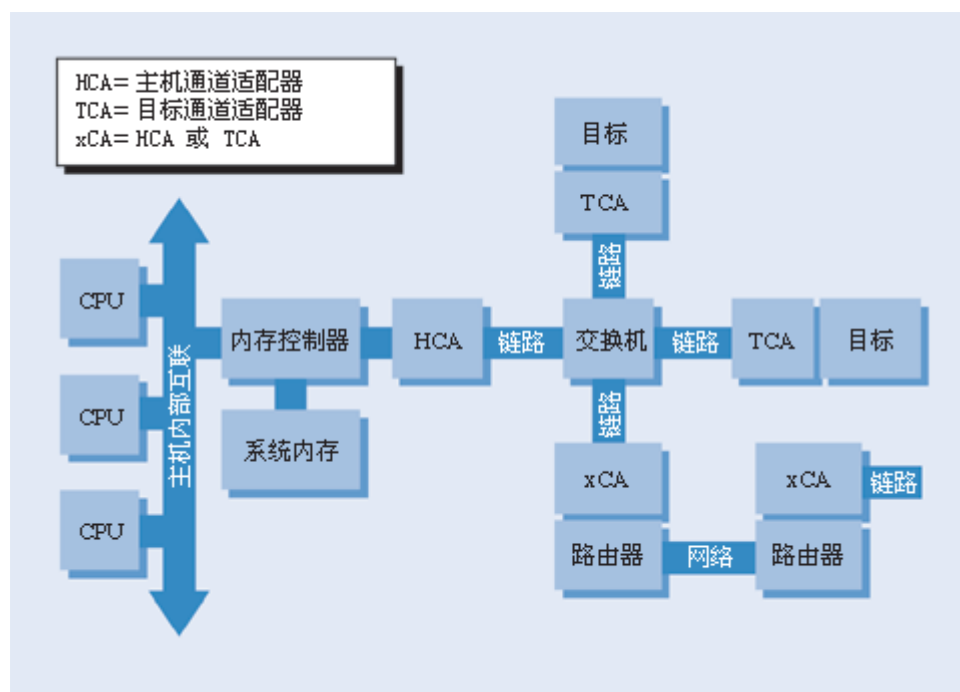 HCA= 主机通道适配器
TCA= 目标通道适配器
xCA= HCA 或 TCA
目标
TCA
链路
CPU
CPU
CPU
主机内部互联
内存控制器
系统内存
HCA
链路
交换机
链路
TCA
目标
链路
xCA
路由器
网络
xCA
链路
路由器